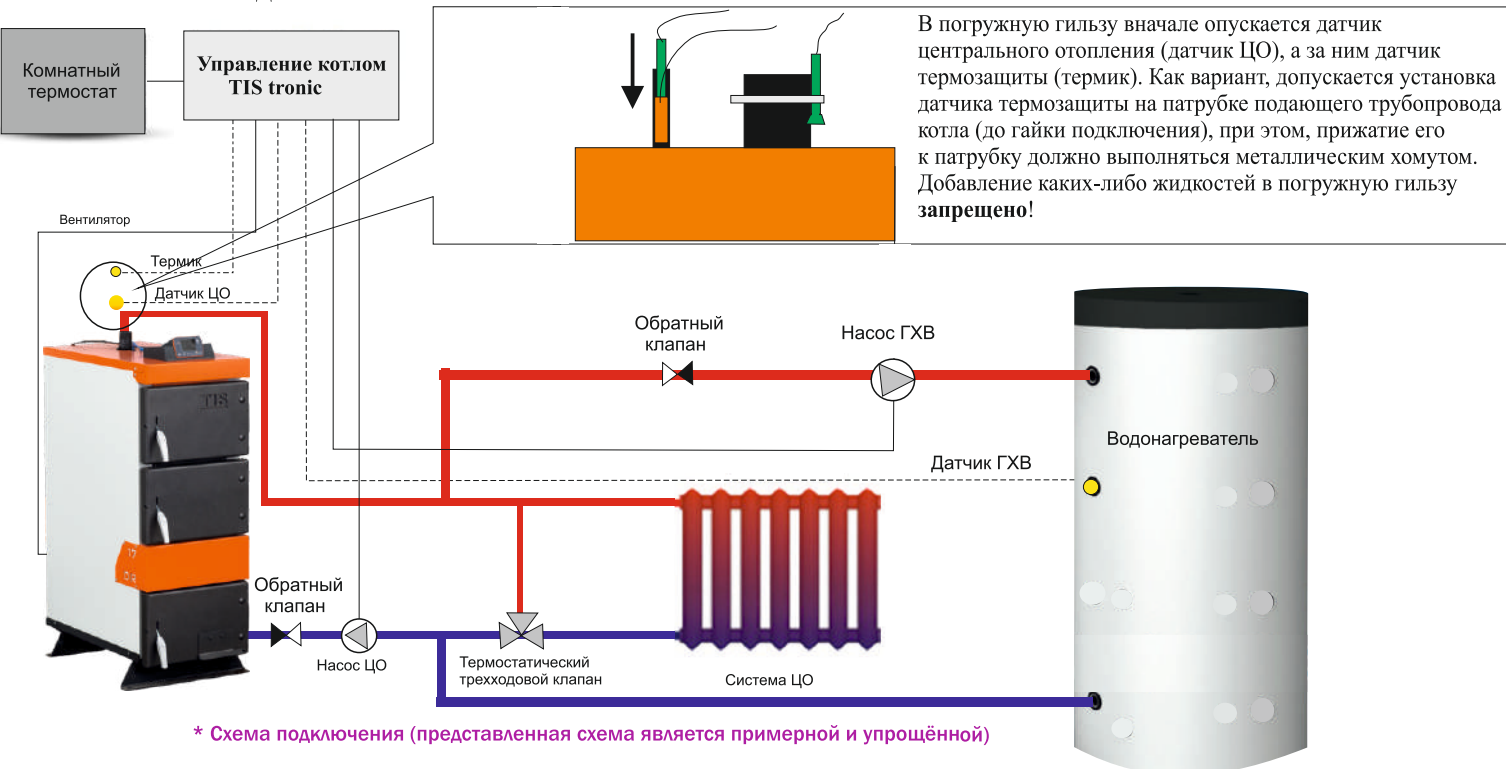 Комнатный
термостат
Управление котлом
TIS tronic
В погружную гильзу вначале опускается датчик
центрального отопления (датчик ЦО), а за ним датчик
термозащиты (термик). Как вариант, допускается установка
датчика термозащиты на патрубке подающего трубопровода
котла (до гайки подключения), при этом, прижатие его
к патрубку должно выполняться металлическим хомутом.
Добавление каких-либо жидкостей в погружную гильзу
запрещено!
Вентилятор
Термик
Датчик ЦО
Обратный
клапан
Насос ГХВ
TIS
Водонагреватель
Датчик ГХВ
17
Обратный
клапан
Насос ЦО
Термостатический
трехходовой клапан
Система ЦО
* Схема подключения (представленная схема является примерной и упрощённой)